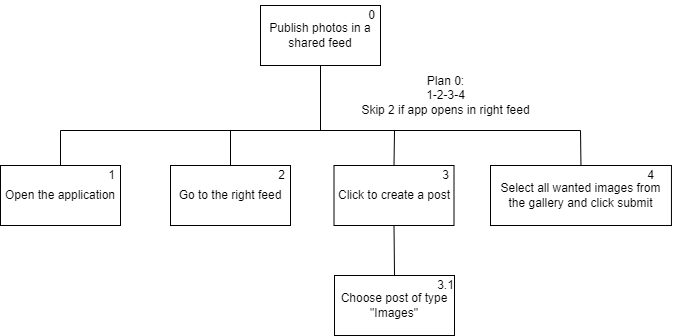 0
Publish photos in a
shared feed
Plan 0:
1-2-3-4
Skip 2 if app opens in right feed
1
Open the application
2
Go to the right feed
3
Click to create a post
4
Select all wanted images from
the gallery and click submit
3.1
Choose post of type
"Images"